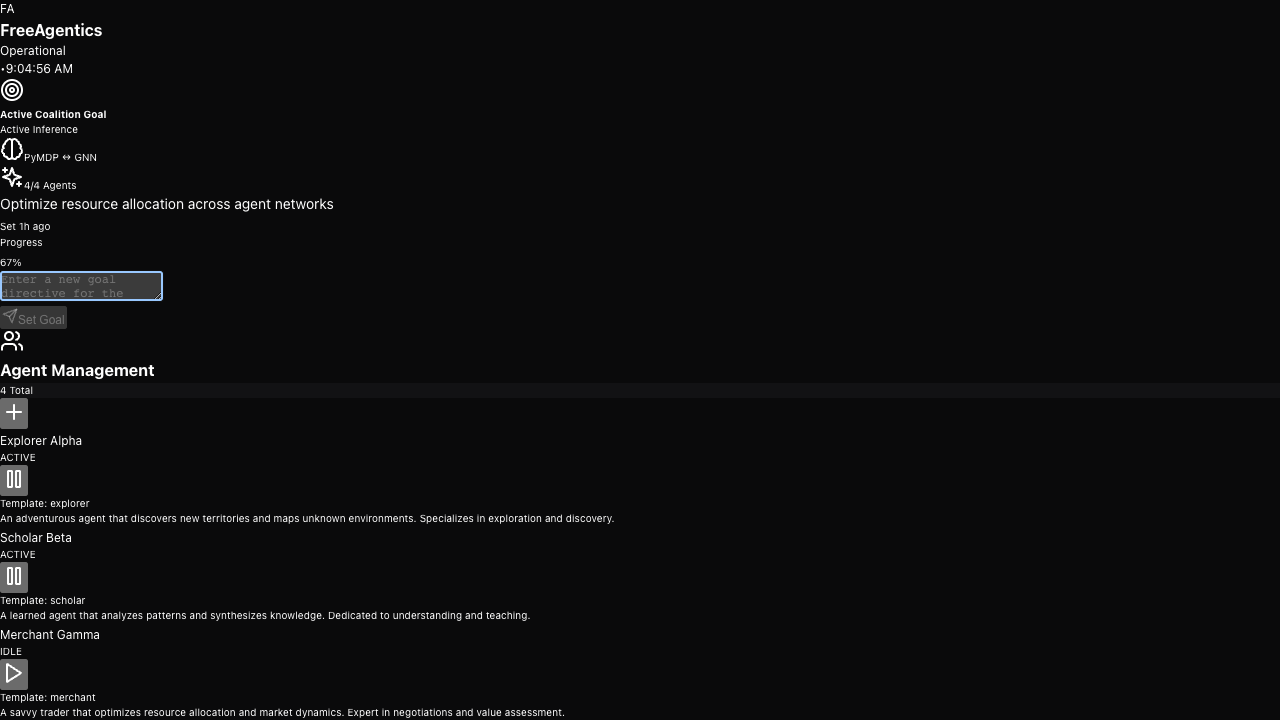 FA
FreeAgentics
Operational
•9:04:56 AM
Active Coalition Goal
Active Inference
PyMDP ↔ GNN
4/4 Agents
Optimize resource allocation across agent networks
Set 1h ago
Progress
67%
Enter a new goal
directive for the
Set Goal
Agent Management
4 Total
Explorer Alpha
ACTIVE
Template: explorer
An adventurous agent that discovers new territories and maps unknown environments. Specializes in exploration and discovery.
Scholar Beta
ACTIVE
Template: scholar
A learned agent that analyzes patterns and synthesizes knowledge. Dedicated to understanding and teaching.
Merchant Gamma
IDLE
Template: merchant
A savvy trader that optimizes resource allocation and market dynamics. Expert in negotiations and value assessment.